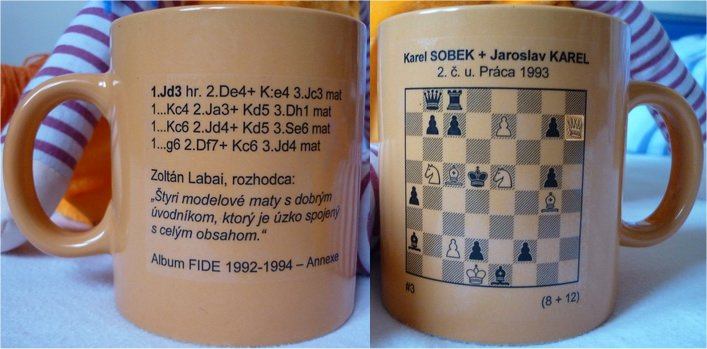 1.Jd3 hr. 2.De4+ K:e4 3.Jc3 mat
1...Kc4 2.Ja3+ Kd5 3.Dh1 mat
1...Kc6 2.Jd4+ Kd5 3.Se6 mat
1...g6 2.Df7+ Kc6 3.Jd4 mat
Zoltán Labai, rozhodca:
„Štyri modelové maty s dobrým
úvodníkom, ktorý je úzko spojený
s celým obsahom.“
Album FIDE 1992-1994 – Annexe
Karel SOBEK + Jaroslav KAREL
2. č. u. Práca 1993
#3
(8 + 12)